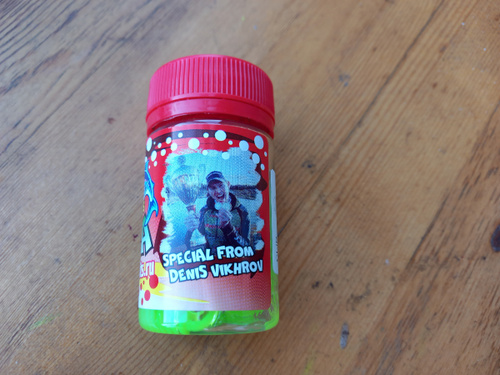 SPECIAL FROM
DENIS VIKHROV